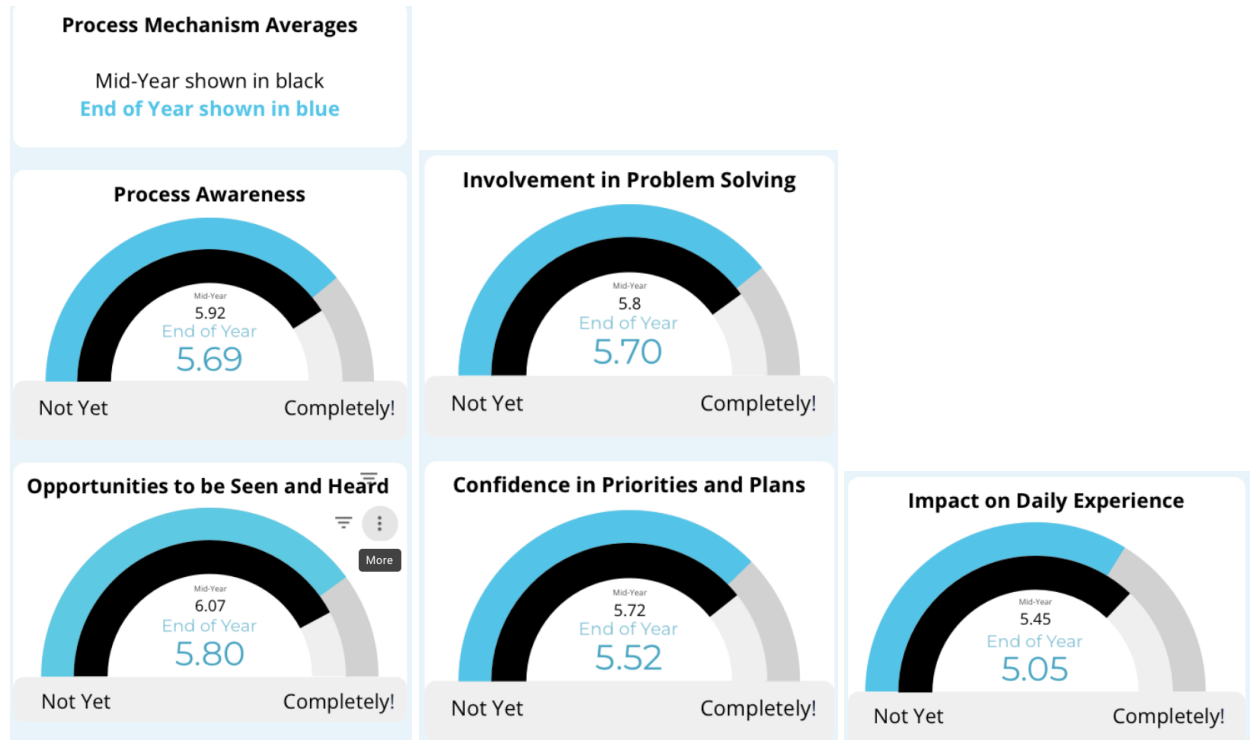 Process Mechanism Averages
Mid-Year shown in black
End of Year shown in blue
Process Awareness
Mid-Year
5.92
End of Year
5.69
Not Yet
Completely!
Opportunities to be Seen and Heard
More
Mid-Year
6.07
End of Year
5.80
Not Yet
Completely!
Involvement in Problem Solving
Mid-Year
5.8
End of Year
5.70
Not Yet
Completely!
Confidence in Priorities and Plans
Mid-Year
5.72
End of Year
5.52
Not Yet
Completely!
Impact on Daily Experience
Mid-Year
5.45
End of Year
5.05
Not Yet
Completely!